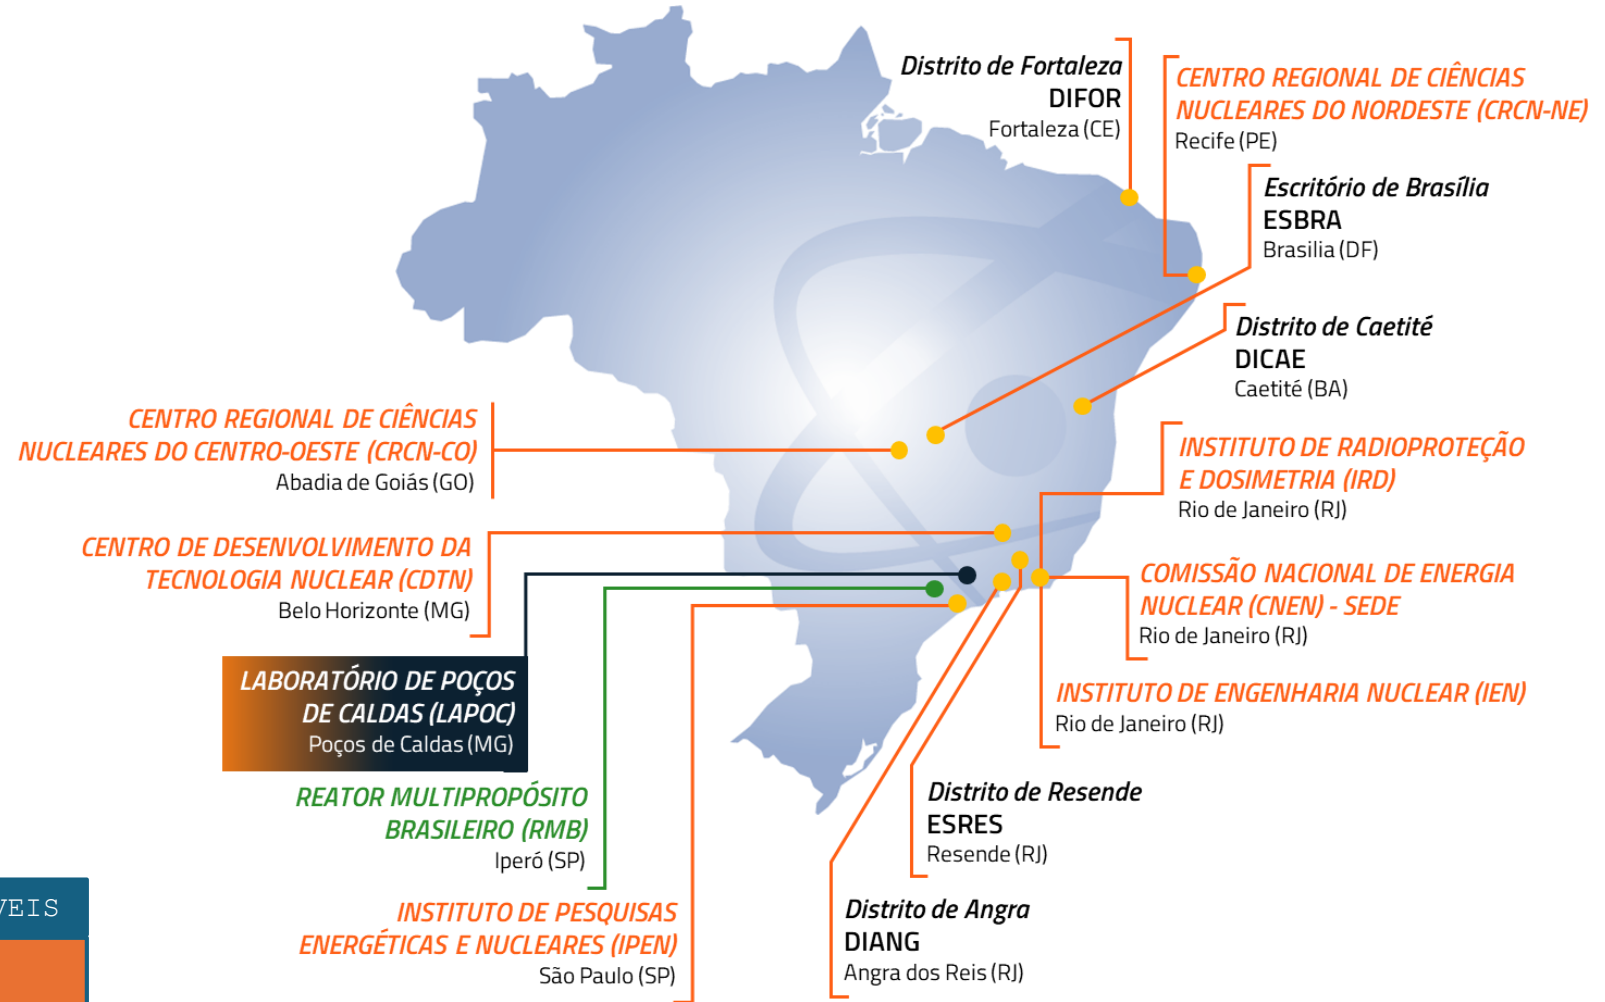 Distrito de Fortaleza
DIFOR
Fortaleza (CE)
CENTRO REGIONAL DE CIÊNCIAS
NUCLEARES DO NORDESTE (CRCN-NE)
Recife (PE)
Escritório de Brasília
ESBRA
Brasilia (DF)
Distrito de Caetité
DICAE
Caetité (BA)
CENTRO REGIONAL DE CIÊNCIAS
NUCLEARES DO CENTRO-OESTE (CRCN-CO)
Abadia de Goiás (GO)
INSTITUTO DE RADIOPROTEÇÃO
E DOSIMETRIA (IRD)
Rio de Janeiro (RJ)
CENTRO DE DESENVOLVIMENTO DA
TECNOLOGIA NUCLEAR (CDTN)
Belo Horizonte (MG)
COMISSÃO NACIONAL DE ENERGIA
NUCLEAR (CNEN) - SEDE
Rio de Janeiro (RJ)
LABORATÓRIO DE POÇOS
DE CALDAS (LAPOC)
Poços de Caldas (MG)
INSTITUTO DE ENGENHARIA NUCLEAR (IEN)
Rio de Janeiro (RJ)
REATOR MULTIPROPÓSITO
BRASILEIRO (RMB)
Iperó (SP)
Distrito de Resende
ESRES
Resende (RJ)
INSTITUTO DE PESQUISAS
ENERGÉTICAS E NUCLEARES (IPEN)
São Paulo (SP)
Distrito de Angra
DIANG
Angra dos Reis (RJ)